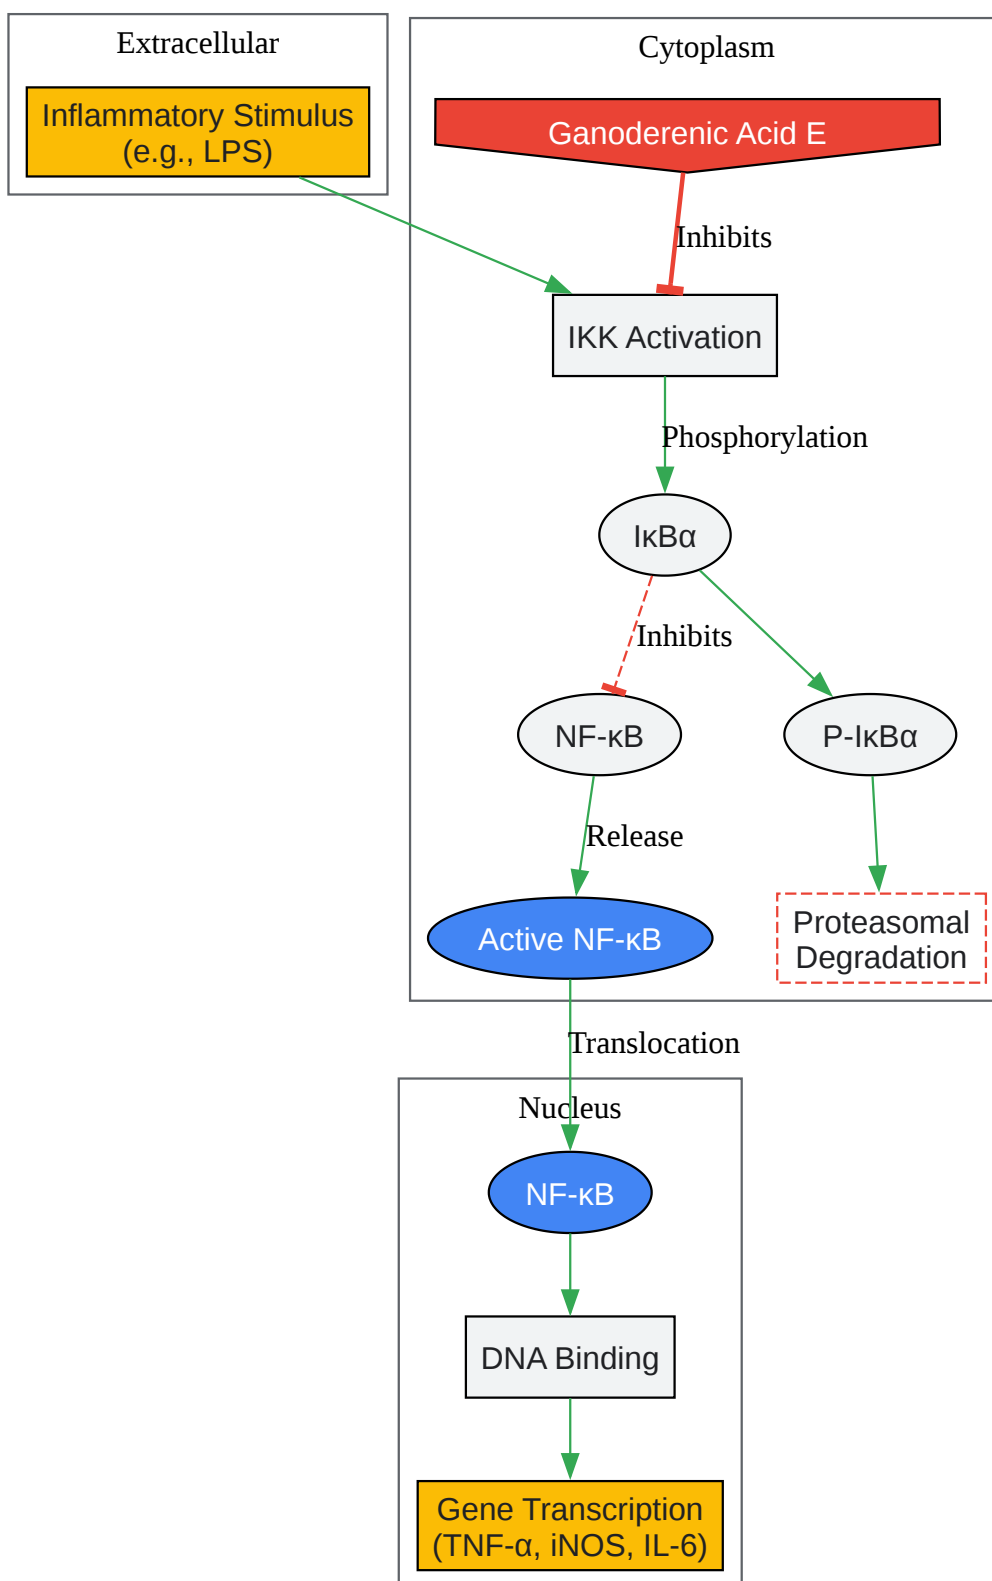 Extracellular
Inflammatory Stimulus
(e.g., LPS)
Cytoplasm
Ganoderenic Acid E
Inhibits
IKK Activation
Phosphorylation
IκBα
Inhibits
NF-κB
P-IκBα
Release
Active NF-κB
Proteasomal
Degradation
Translocation
Nucleus
NF-κB
DNA Binding
Gene Transcription
(TNF-α, iNOS, IL-6)